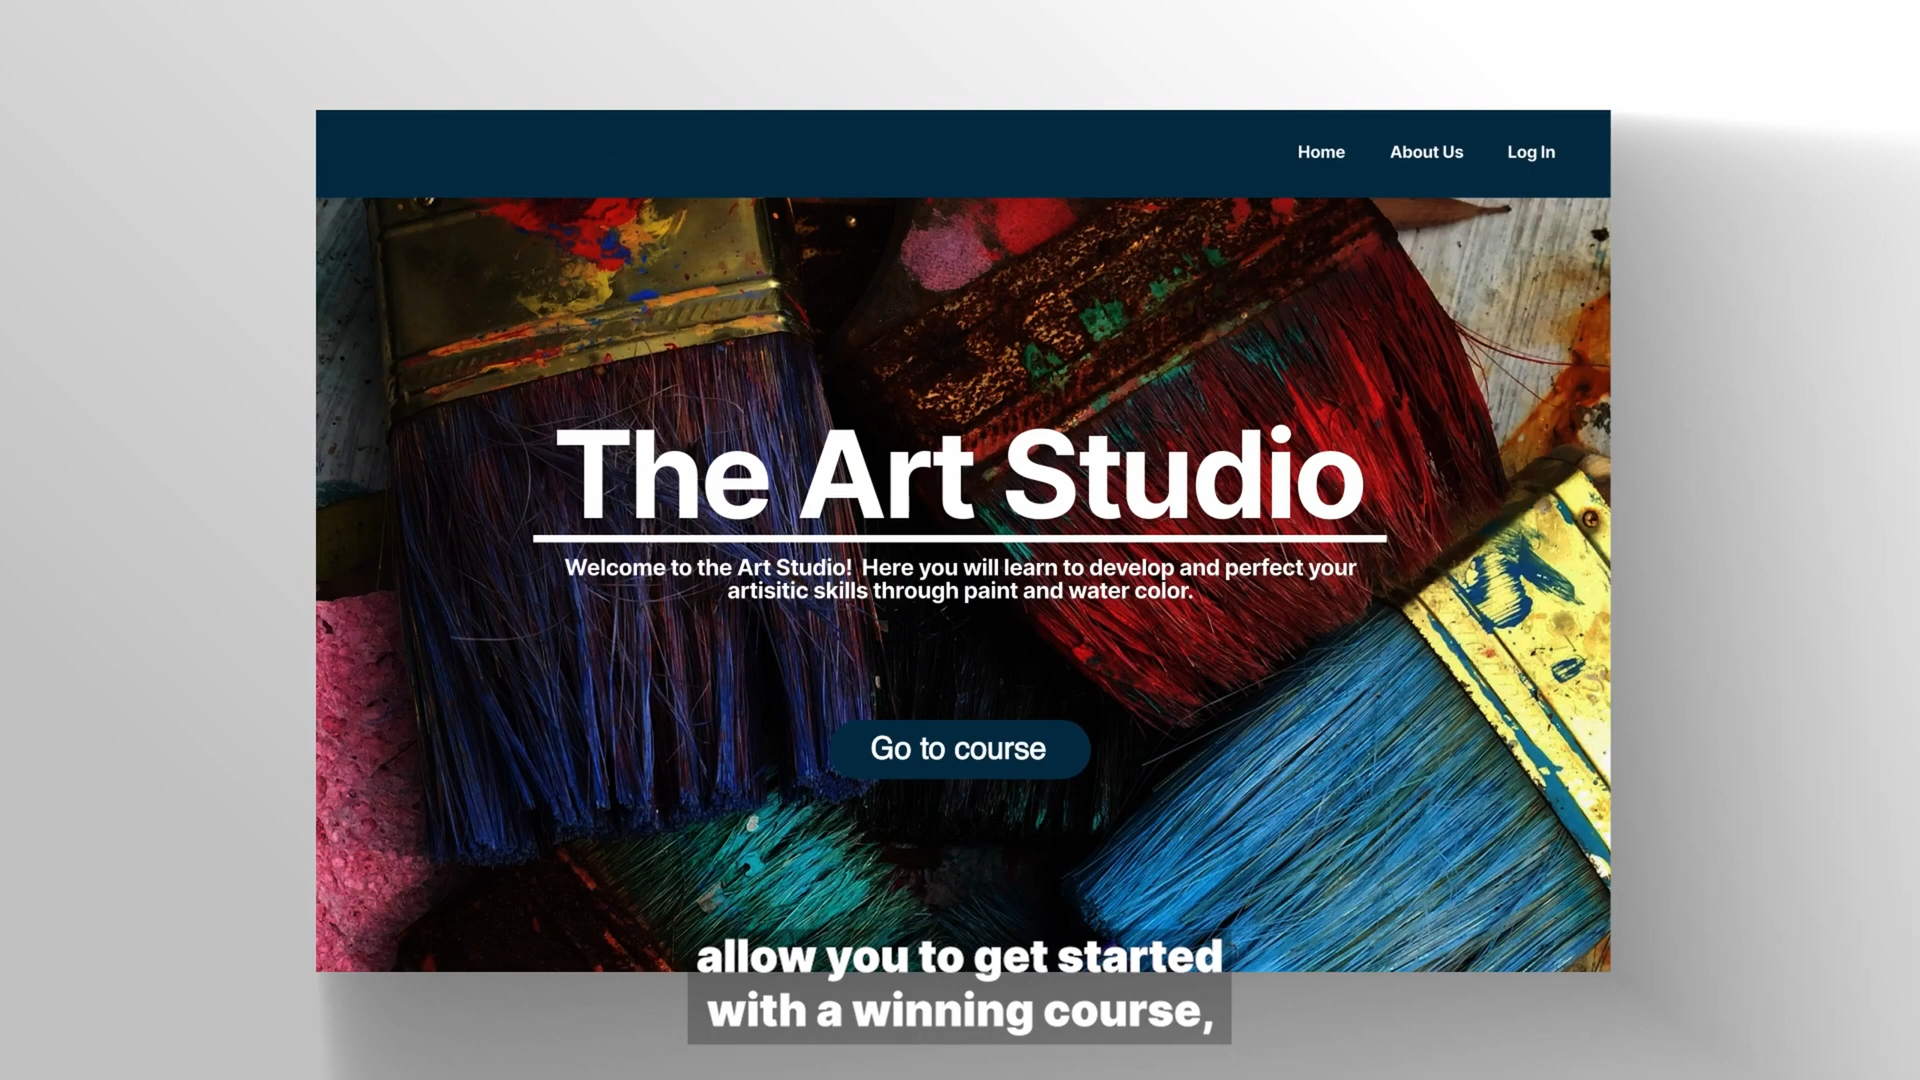 Home About Us Log In
The Art Studio
Welcome to the Art Studio! Here you will learn to develop and perfect your
artisitic skills through paint and water color.
Go to course
allow you to get started
with a winning course,